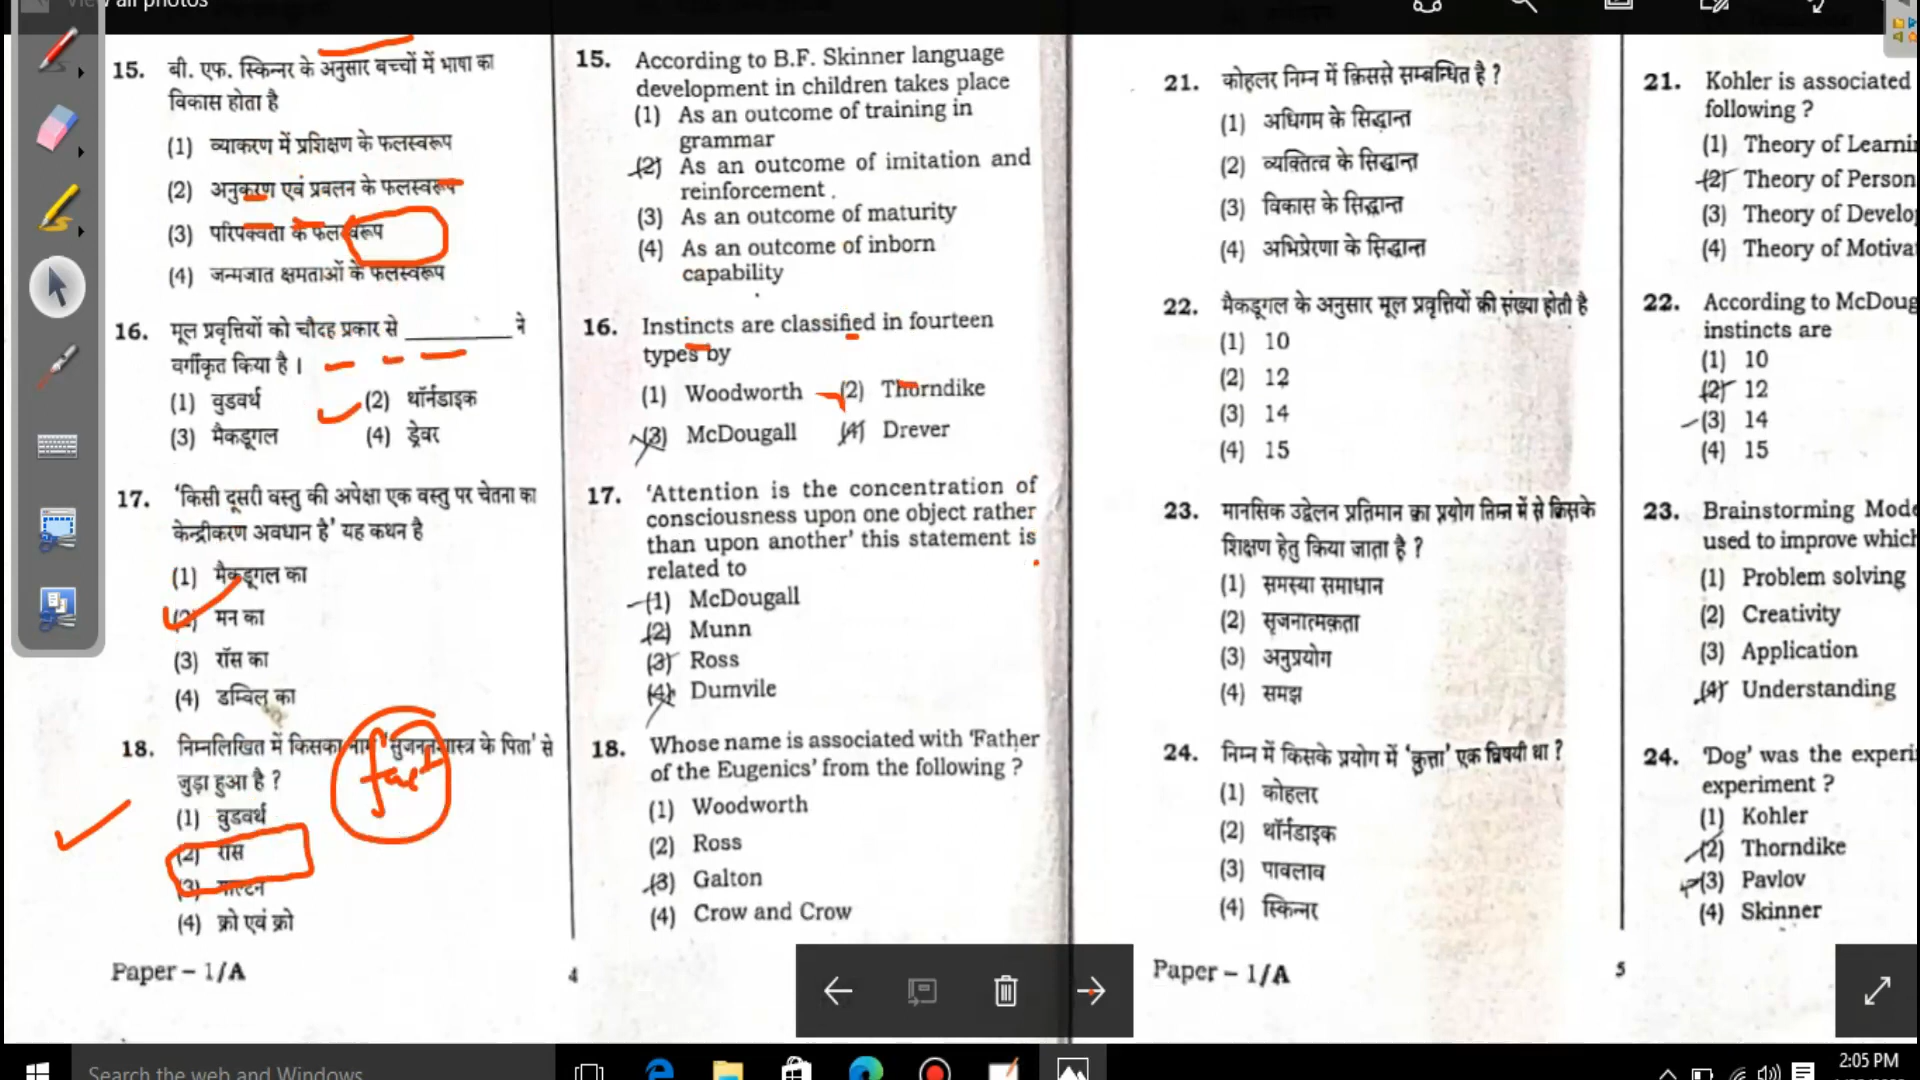 View all photos
15. बी. एफ. स्किन्नर के अनुसार बच्चों में भाषा का
विकास होता है
(1) व्याकरण में प्रशिक्षण के फलस्वरूप
(2) अनुकरण एवं प्रबलन के फलस्वरूप
(3) परिपक्वता के फलस्वरूप
(4) जन्मजात क्षमताओं के फलस्वरूप
16. मूल प्रवृत्तियों को चौदह प्रकार से ________ ने
वर्गीकृत किया है ।
(1) वुडवर्थ (2) थॉर्नडाइक
(3) मैकडूगल (4) ड्रेवर
17. ‘किसी दूसरी वस्तु की अपेक्षा एक वस्तु पर चेतना का
केन्द्रीकरण अवधान है’ यह कथन है
(1) मैकडूगल का
(2) मन का
(3) रॉस का
(4) डम्विल का
18. निम्नलिखित में किसका नाम ‘सुजननशास्त्र के पिता’ से
जुड़ा हुआ है ?
(1) वुडवर्थ
(2) रॉस
(3) गाल्टन
(4) क्रो एवं क्रो
Paper – 1/A
4
15. According to B.F. Skinner language
development in children takes place
(1) As an outcome of training in
grammar
(2) As an outcome of imitation and
reinforcement .
(3) As an outcome of maturity
(4) As an outcome of inborn
capability
16. Instincts are classified in fourteen
types by
(1) Woodworth (2) Thorndike
(3) McDougall (4) Drever
17. ‘Attention is the concentration of
consciousness upon one object rather
than upon another’ this statement is
related to
(1) McDougall
(2) Munn
(3) Ross
(4) Dumvile
18. Whose name is associated with ‘Father
of the Eugenics’ from the following ?
(1) Woodworth
(2) Ross
(3) Galton
(4) Crow and Crow
21. कोहलर निम्न में किससे सम्बन्धित है ?
(1) अधिगम के सिद्धान्त
(2) व्यक्तित्व के सिद्धान्त
(3) विकास के सिद्धान्त
(4) अभिप्रेरणा के सिद्धान्त
22. मैकडूगल के अनुसार मूल प्रवृत्तियों की संख्या होती है
(1) 10
(2) 12
(3) 14
(4) 15
23. मानसिक उद्वेलन प्रतिमान का प्रयोग निम्न में से किसके
शिक्षण हेतु किया जाता है ?
(1) समस्या समाधान
(2) सृजनात्मकता
(3) अनुप्रयोग
(4) समझ
24. निम्न में किसके प्रयोग में ‘कुत्ता’ एक विषयी था ?
(1) कोहलर
(2) थॉर्नडाइक
(3) पावलाव
(4) स्किन्नर
Paper – 1/A
5
21. Kohler is associated
following ?
(1) Theory of Learni
(2) Theory of Person
(3) Theory of Develo
(4) Theory of Motiva
22. According to McDoug
instincts are
(1) 10
(2) 12
(3) 14
(4) 15
23. Brainstorming Mode
used to improve which
(1) Problem solving
(2) Creativity
(3) Application
(4) Understanding
24. ‘Dog’ was the experi
experiment ?
(1) Kohler
(2) Thorndike
(3) Pavlov
(4) Skinner
Search the web and Windows
2:05 PM